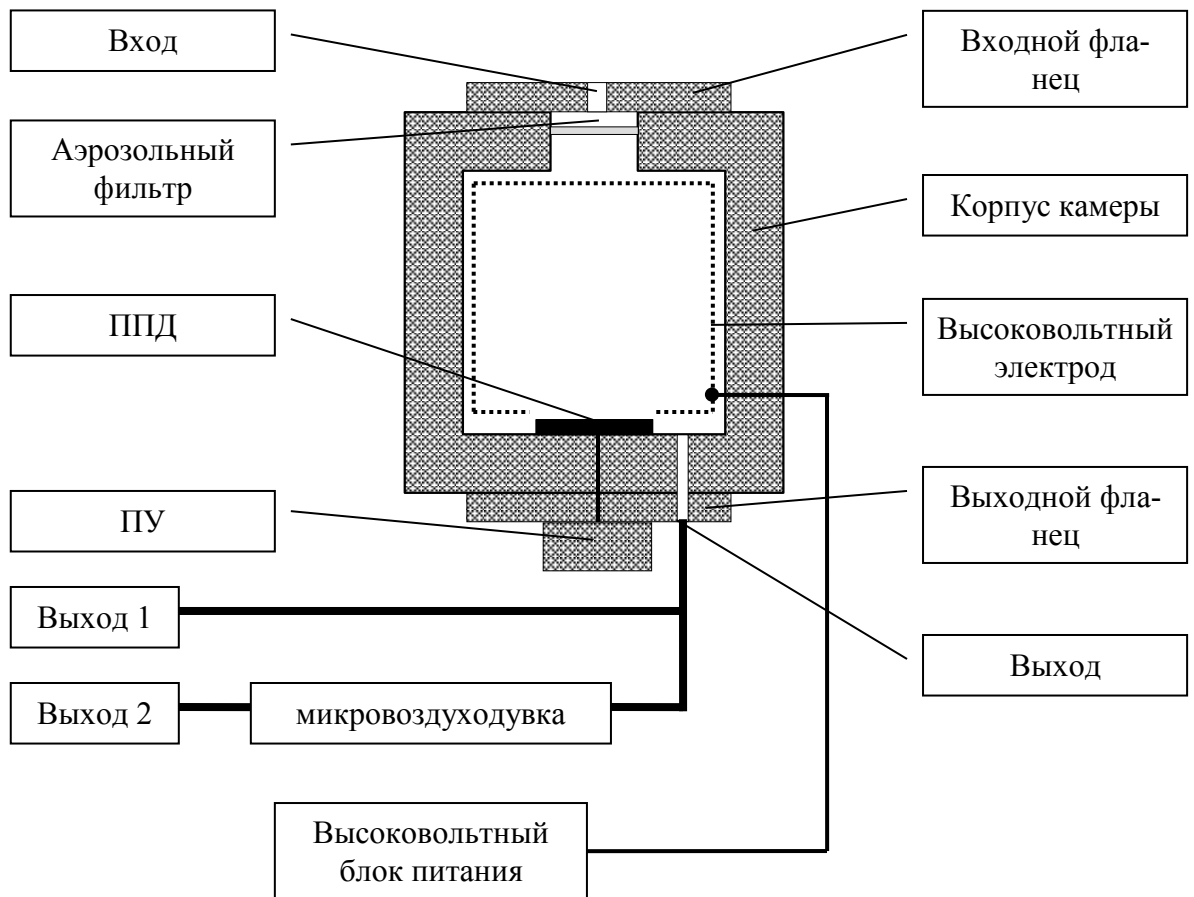 Вход
Аэрозольный
фильтр
ППД
ПУ
Выход 1
Выход 2
микровоздуходувка
Высоковольтный
блок питания
Входной фла-
нец
Корпус камеры
Высоковольтный
электрод
Выходной фла-
нец
Выход